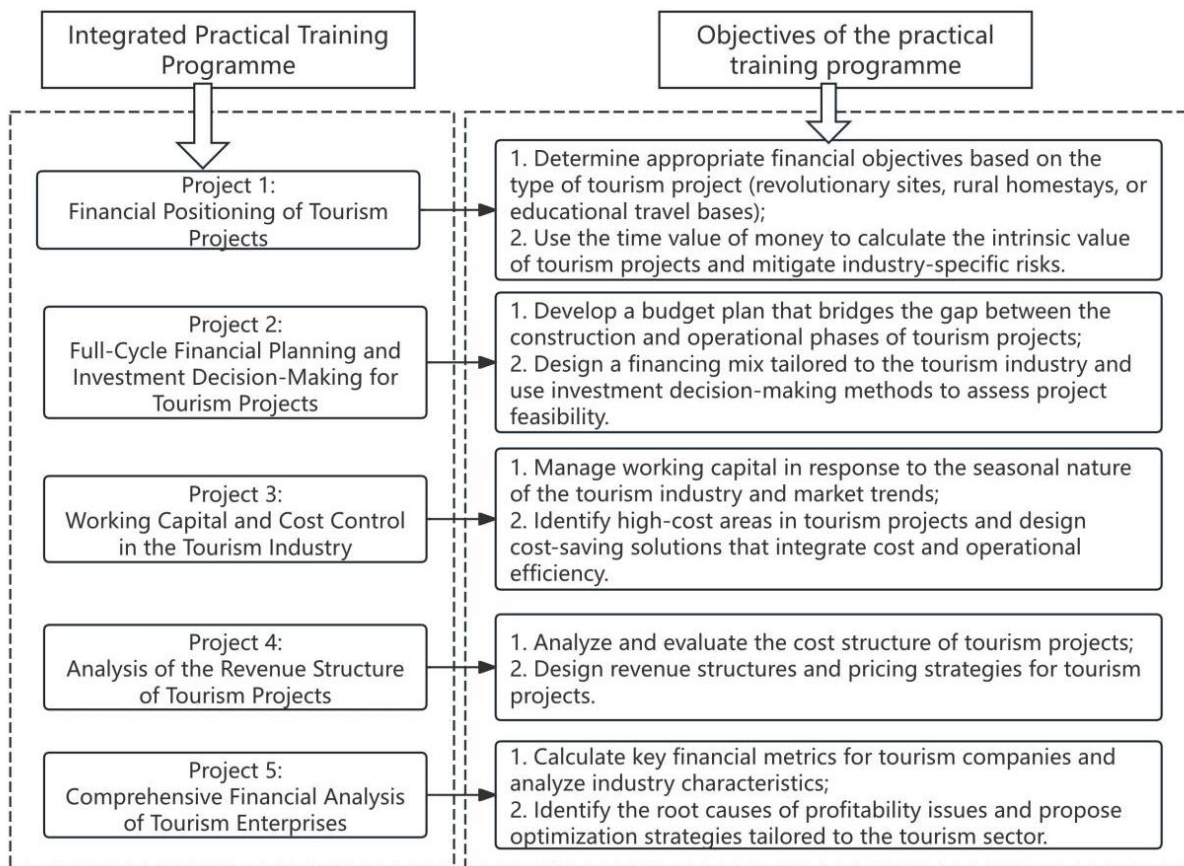 Integrated Practical Training
Programme
Objectives of the practical
training programme
Project 1:
Financial Positioning of Tourism
Projects
1. Determine appropriate financial objectives based on the
type of tourism project (revolutionary sites, rural homestays, or
educational travel bases);
2. Use the time value of money to calculate the intrinsic value
of tourism projects and mitigate industry-specific risks.
Project 2:
Full-Cycle Financial Planning and
Investment Decision-Making for
Tourism Projects
1. Develop a budget plan that bridges the gap between the
construction and operational phases of tourism projects;
2. Design a financing mix tailored to the tourism industry and
use investment decision-making methods to assess project
feasibility.
Project 3:
Working Capital and Cost Control
in the Tourism Industry
1. Manage working capital in response to the seasonal nature
of the tourism industry and market trends;
2. Identify high-cost areas in tourism projects and design
cost-saving solutions that integrate cost and operational
efficiency.
Project 4:
Analysis of the Revenue Structure
of Tourism Projects
1. Analyze and evaluate the cost structure of tourism projects;
2. Design revenue structures and pricing strategies for tourism
projects.
Project 5:
Comprehensive Financial Analysis
of Tourism Enterprises
1. Calculate key financial metrics for tourism companies and
analyze industry characteristics;
2. Identify the root causes of profitability issues and propose
optimization strategies tailored to the tourism sector.